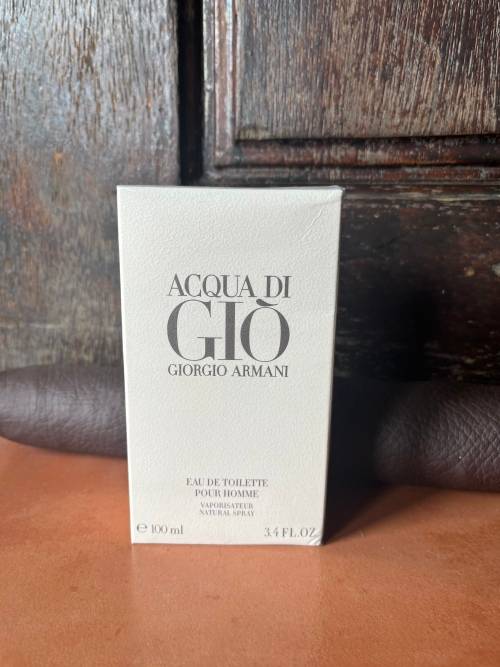 ACQUA DI
GIÒ
GIORGIO ARMANI
EAU DE TOILETTE
POUR HOMME
VAPORISATEUR
NATURAL SPRAY
℮ 100 ml 3.4 FL.OZ